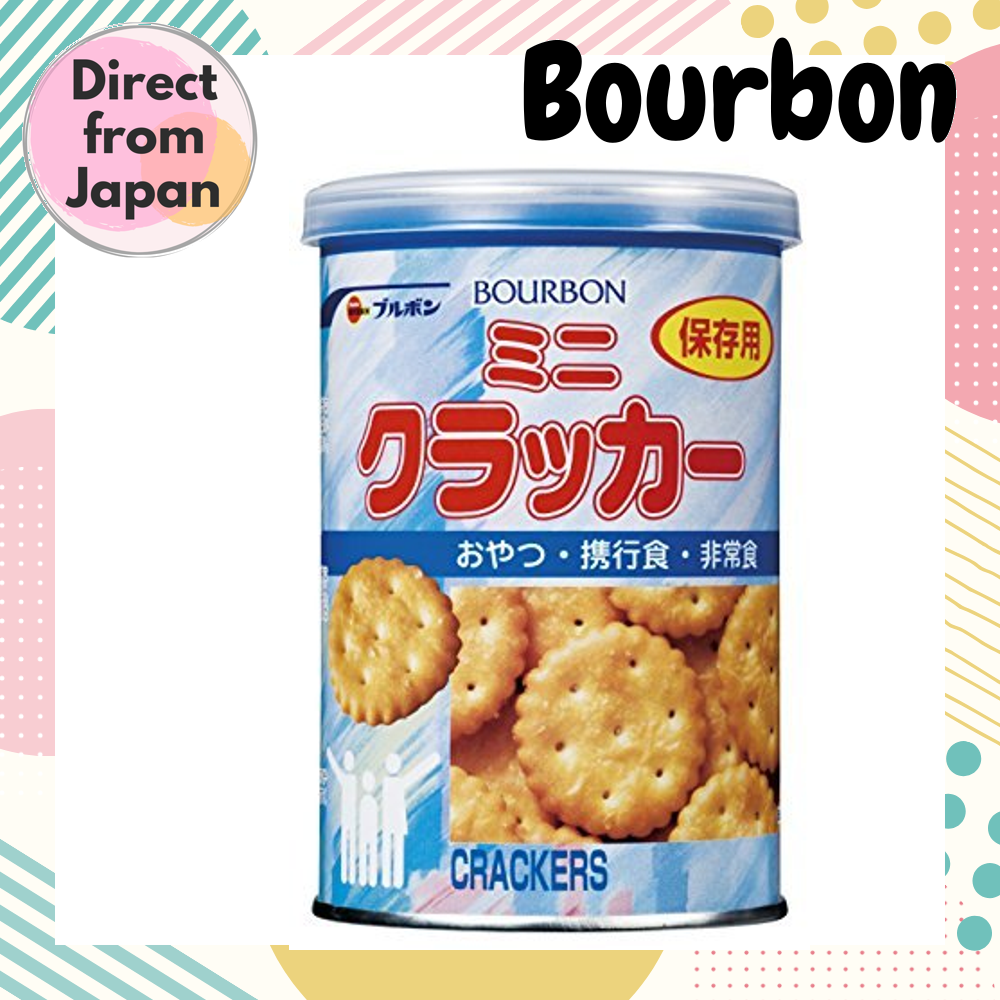 Direct
from
Japan
Bourbon
ブルボン
BOURBON
保存用
ミニ
クラッカー
おやつ・携行食・非常食
CRACKERS